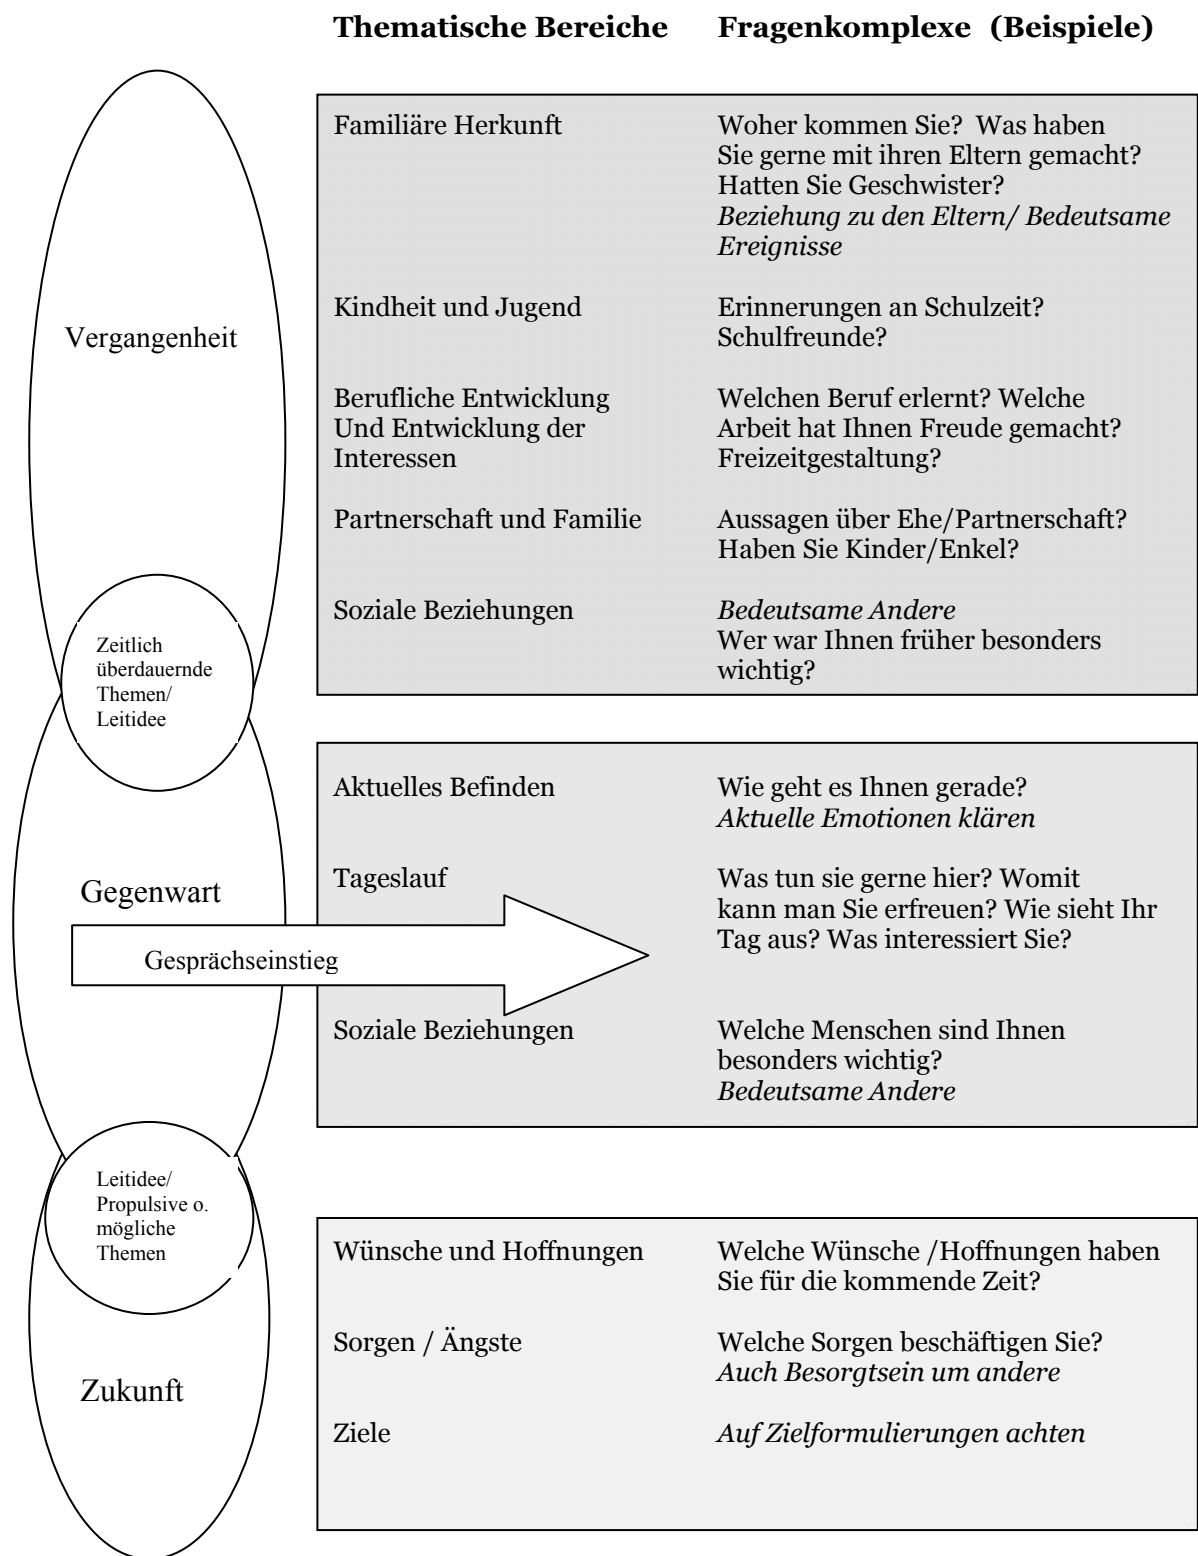 Thematische Bereiche Fragenkomplexe (Beispiele)
Vergangenheit
Familiäre Herkunft
Woher kommen Sie? Was haben
Sie gerne mit ihren Eltern gemacht?
Hatten Sie Geschwister?
Beziehung zu den Eltern/ Bedeutsame
Ereignisse
Kindheit und Jugend
Erinnerungen an Schulzeit?
Schulfreunde?
Berufliche Entwicklung
Und Entwicklung der
Interessen
Welchen Beruf erlernt? Welche
Arbeit hat Ihnen Freude gemacht?
Freizeitgestaltung?
Partnerschaft und Familie
Aussagen über Ehe/Partnerschaft?
Haben Sie Kinder/Enkel?
Soziale Beziehungen
Bedeutsame Andere
Wer war Ihnen früher besonders
wichtig?
Zeitlich
überdauernde
Themen/
Leitidee
Gegenwart
Gesprächseinstieg
Aktuelles Befinden
Wie geht es Ihnen gerade?
Aktuelle Emotionen klären
Tageslauf
Was tun sie gerne hier? Womit
kann man Sie erfreuen? Wie sieht Ihr
Tag aus? Was interessiert Sie?
Soziale Beziehungen
Welche Menschen sind Ihnen
besonders wichtig?
Bedeutsame Andere
Leitidee/
Propulsive o.
mögliche
Themen
Zukunft
Wünsche und Hoffnungen
Welche Wünsche /Hoffnungen haben
Sie für die kommende Zeit?
Sorgen / Ängste
Welche Sorgen beschäftigen Sie?
Auch Besorgtsein um andere
Ziele
Auf Zielformulierungen achten